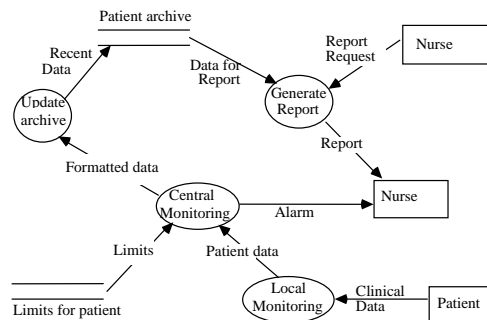 Patient archive
Recent
Data
Data for
Report
Report
Request
Nurse
Update
archive
Generate
Report
Formatted data
Report
Central
Monitoring
Nurse
Alarm
Limits
Patient data
Local
Monitoring
Clinical
Data
Patient
Limits for patient